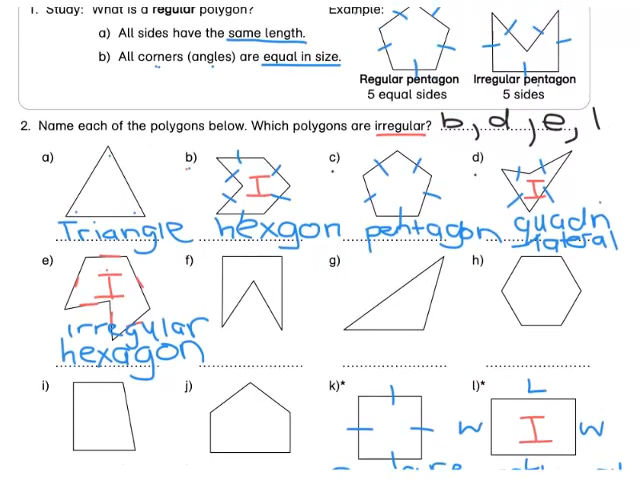 1. Study: What is a regular polygon? Example:
a) All sides have the same length.
b) All corners (angles) are equal in size.
Regular pentagon Irregular pentagon
5 equal sides 5 sides
2. Name each of the polygons below. Which polygons are irregular? b, d, e, l
a) b) c) d)
I I
Triangle hexgon pentagon quadri
lateral
e) f) g) h)
I
irregular
hexagon
i) j) k)* l)*
L
W I W
L